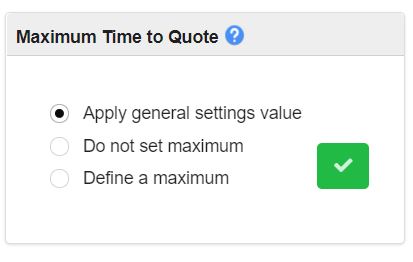 Maximum Time to Quote ?
Apply general settings value
Do not set maximum
Define a maximum